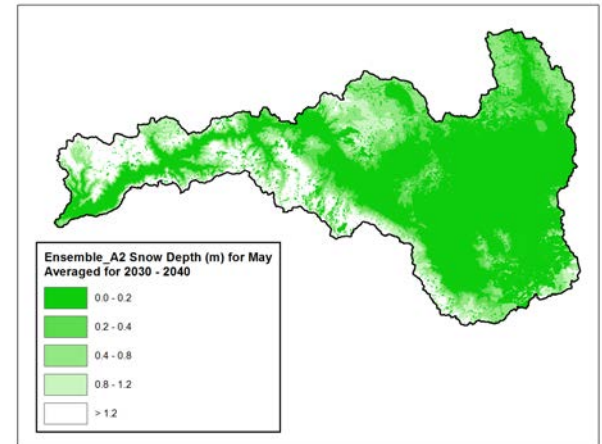 Ensemble_A2 Snow Depth (m) for May
Averaged for 2030 - 2040
0.0 - 0.2
0.2 - 0.4
0.4 - 0.8
0.8 - 1.2
> 1.2